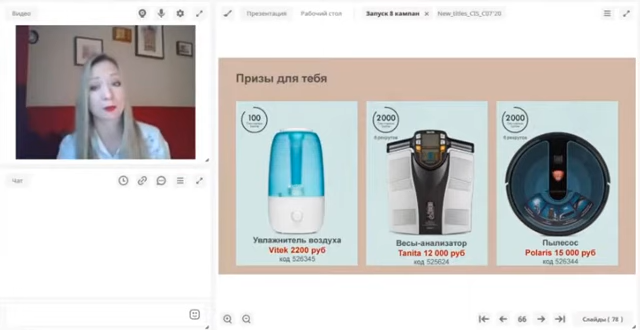 Видео
Презентация
Рабочий стол
Запуск 8 кампан ×
New_titles_CIS_C07'20
Призы для тебя
100
2000
2000
Увлажнитель воздуха
Vitek 2200 руб
код 526345
Весы-анализатор
Tanita 12 000 руб
код 525624
Пылесос
Polaris 15 000 руб
код 526344
Чат
66
Слайды ( 78 )